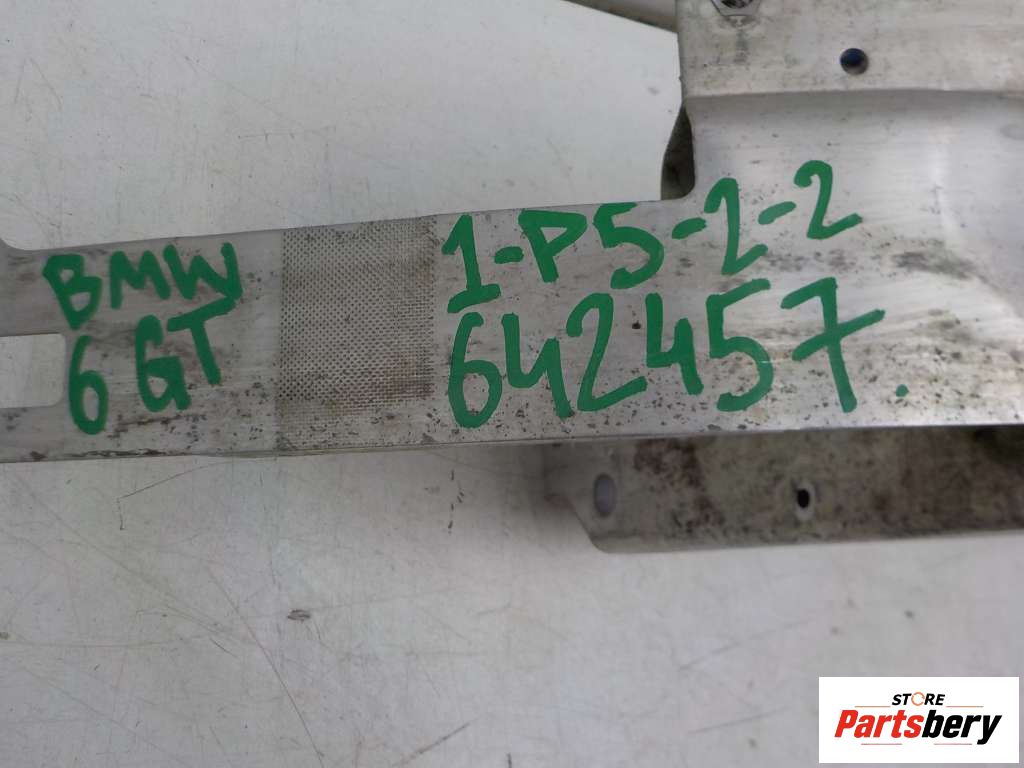 BMW
6 GT
1-P5-2-2
642457.
STORE
Partsbery